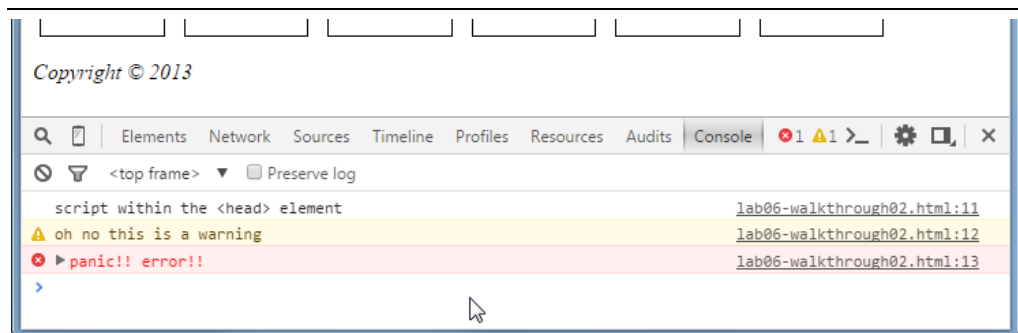 Copyright © 2013
Elements Network Sources Timeline Profiles Resources Audits Console 1 1
<top frame> ▼ Preserve log
script within the <head> element lab06-walkthrough02.html:11
oh no this is a warning lab06-walkthrough02.html:12
▶ panic!! error!! lab06-walkthrough02.html:13
>